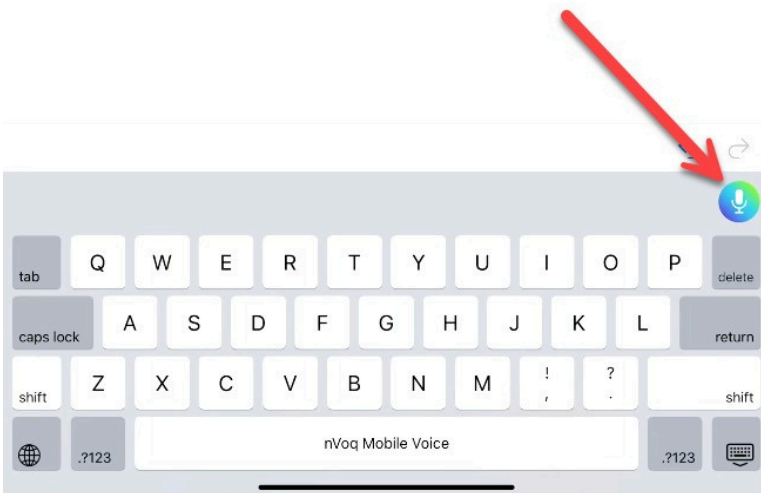 Q W E R T Y U I O P
tab delete
A S D F G H J K L
caps lock return
Z X C V B N M ! ?
shift , . shift
.?123 nVoq Mobile Voice .?123